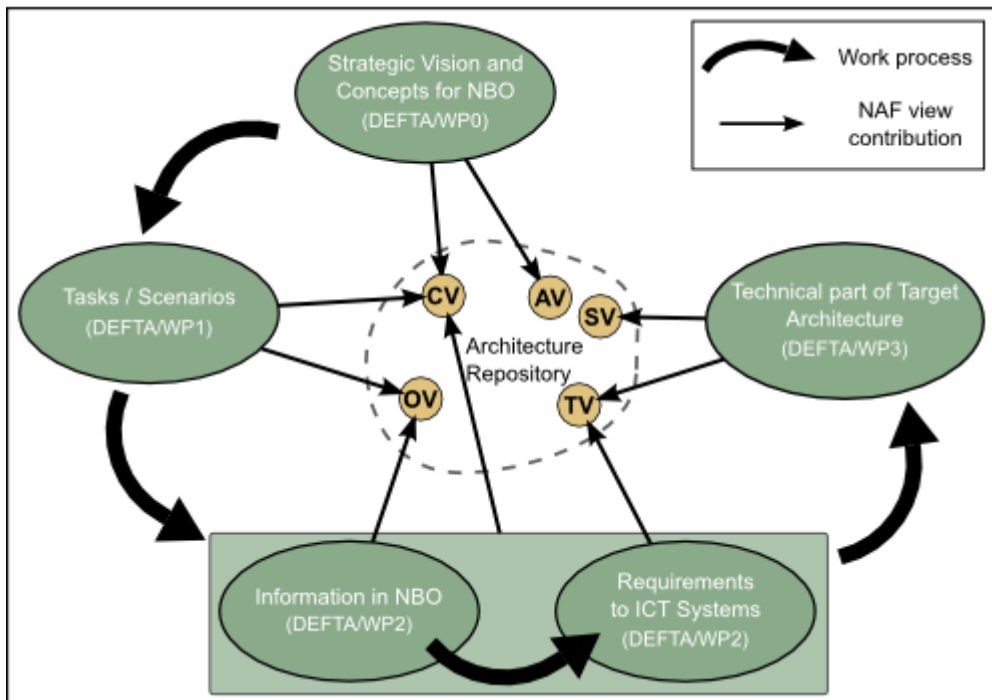 Strategic Vision and
Concepts for NBO
(DEFTA/WP0)
Work process
NAF view
contribution
Tasks / Scenarios
(DEFTA/WP1)
CV
AV
SV
Technical part of Target
Architecture
(DEFTA/WP3)
Architecture
Repository
OV
TV
Information in NBO
(DEFTA/WP2)
Requirements
to ICT Systems
(DEFTA/WP2)